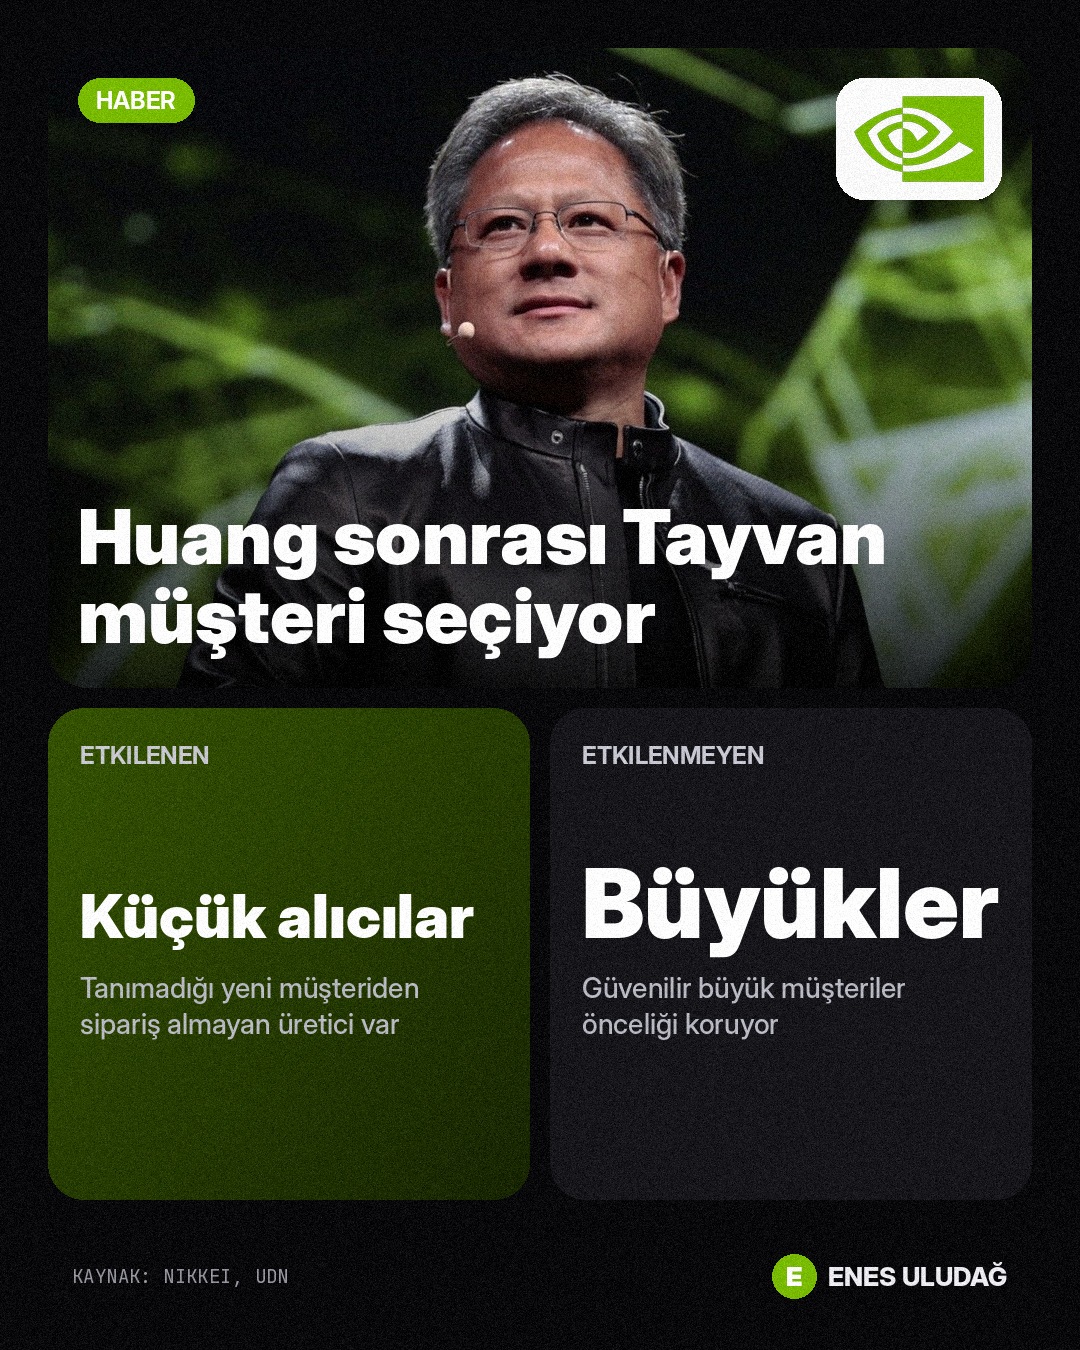 HABER
Huang sonrası Tayvan
müşteri seçiyor
ETKILENEN
Küçük alıcılar
Tanımadığı yeni müşteriden
sipariş almayan üretici var
ETKILENMEYEN
Büyükler
Güvenilir büyük müşteriler
önceliği koruyor
KAYNAK: NIKKEI, UDN
E ENES ULUDAĞ